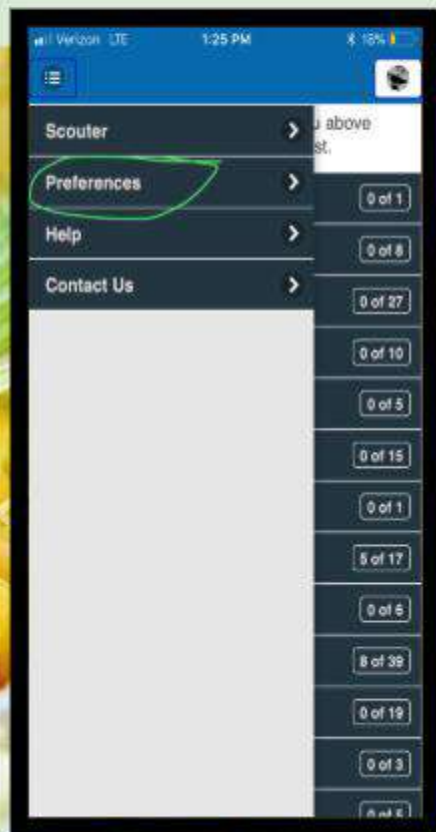 Verizon LTE 1:25 PM 18%
above
st.
Scouter
Preferences
0 of 1
Help
0 of 8
Contact Us
0 of 27
0 of 10
0 of 5
0 of 15
0 of 1
5 of 17
0 of 6
8 of 39
0 of 19
0 of 3